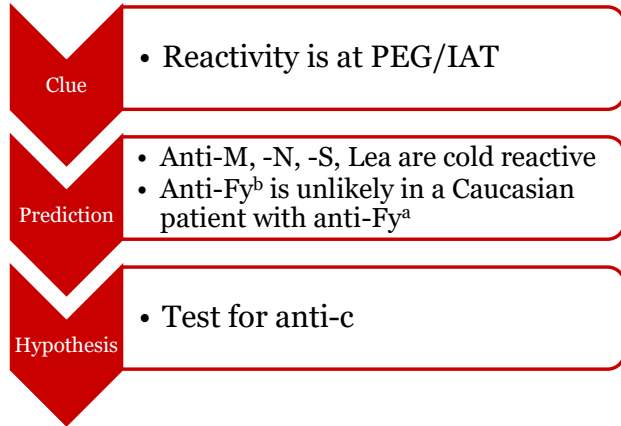 Clue
• Reactivity is at PEG/IAT
Prediction
• Anti-M, -N, -S, Lea are cold reactive
• Anti-Fyᵇ is unlikely in a Caucasian
patient with anti-Fyᵃ
Hypothesis
• Test for anti-c